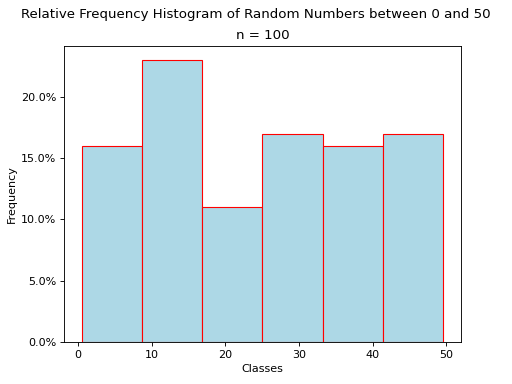 Relative Frequency Histogram of Random Numbers between 0 and 50
n = 100
20.0%
15.0%
10.0%
5.0%
0.0%
Frequency
0 10 20 30 40 50
Classes